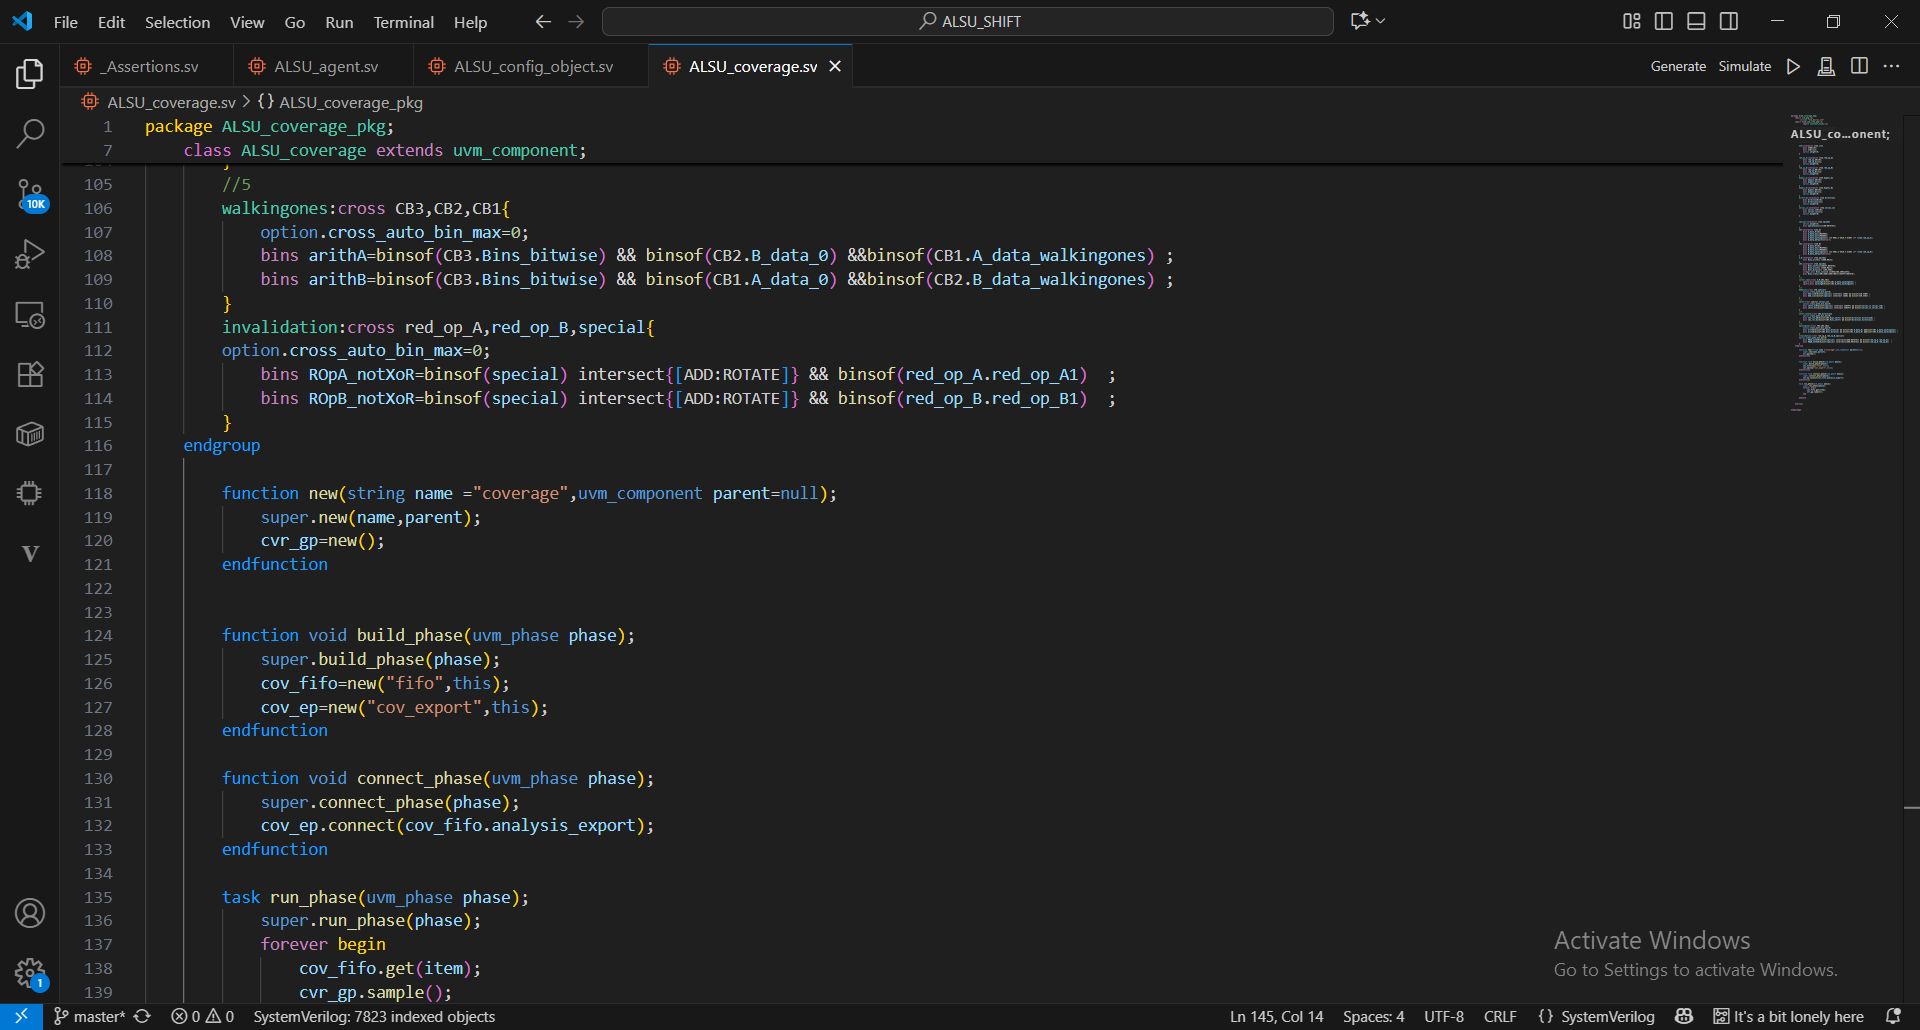 File Edit Selection View Go Run Terminal Help ALSU_SHIFT
_Assertions.sv ALSU_agent.sv ALSU_config_object.sv ALSU_coverage.sv Generate Simulate
ALSU_coverage.sv > {} ALSU_coverage_pkg
1 package ALSU_coverage_pkg;
7 class ALSU_coverage extends uvm_component;
105 //5
106 walkingones:cross CB3,CB2,CB1{
107 option.cross_auto_bin_max=0;
108 bins arithA=binsof(CB3.Bins_bitwise) && binsof(CB2.B_data_0) &&binsof(CB1.A_data_walkingones) ;
109 bins arithB=binsof(CB3.Bins_bitwise) && binsof(CB1.A_data_0) &&binsof(CB2.B_data_walkingones) ;
110 }
111 invalidation:cross red_op_A,red_op_B,special{
112 option.cross_auto_bin_max=0;
113 bins ROpA_notXoR=binsof(special) intersect{[ADD:ROTATE]} && binsof(red_op_A.red_op_A1) ;
114 bins ROpB_notXoR=binsof(special) intersect{[ADD:ROTATE]} && binsof(red_op_B.red_op_B1) ;
115 }
116 endgroup
117
118 function new(string name ="coverage",uvm_component parent=null);
119 super.new(name,parent);
120 cvr_gp=new();
121 endfunction
122
123
124 function void build_phase(uvm_phase phase);
125 super.build_phase(phase);
126 cov_fifo=new("fifo",this);
127 cov_ep=new("cov_export",this);
128 endfunction
129
130 function void connect_phase(uvm_phase phase);
131 super.connect_phase(phase);
132 cov_ep.connect(cov_fifo.analysis_export);
133 endfunction
134
135 task run_phase(uvm_phase phase);
136 super.run_phase(phase);
137 forever begin
138 cov_fifo.get(item);
139 cvr_gp.sample();
ALSU_co...onent;
10K
1
Activate Windows
Go to Settings to activate Windows.
master* 0 0 SystemVerilog: 7823 indexed objects Ln 145, Col 14 Spaces: 4 UTF-8 CRLF {} SystemVerilog It's a bit lonely here